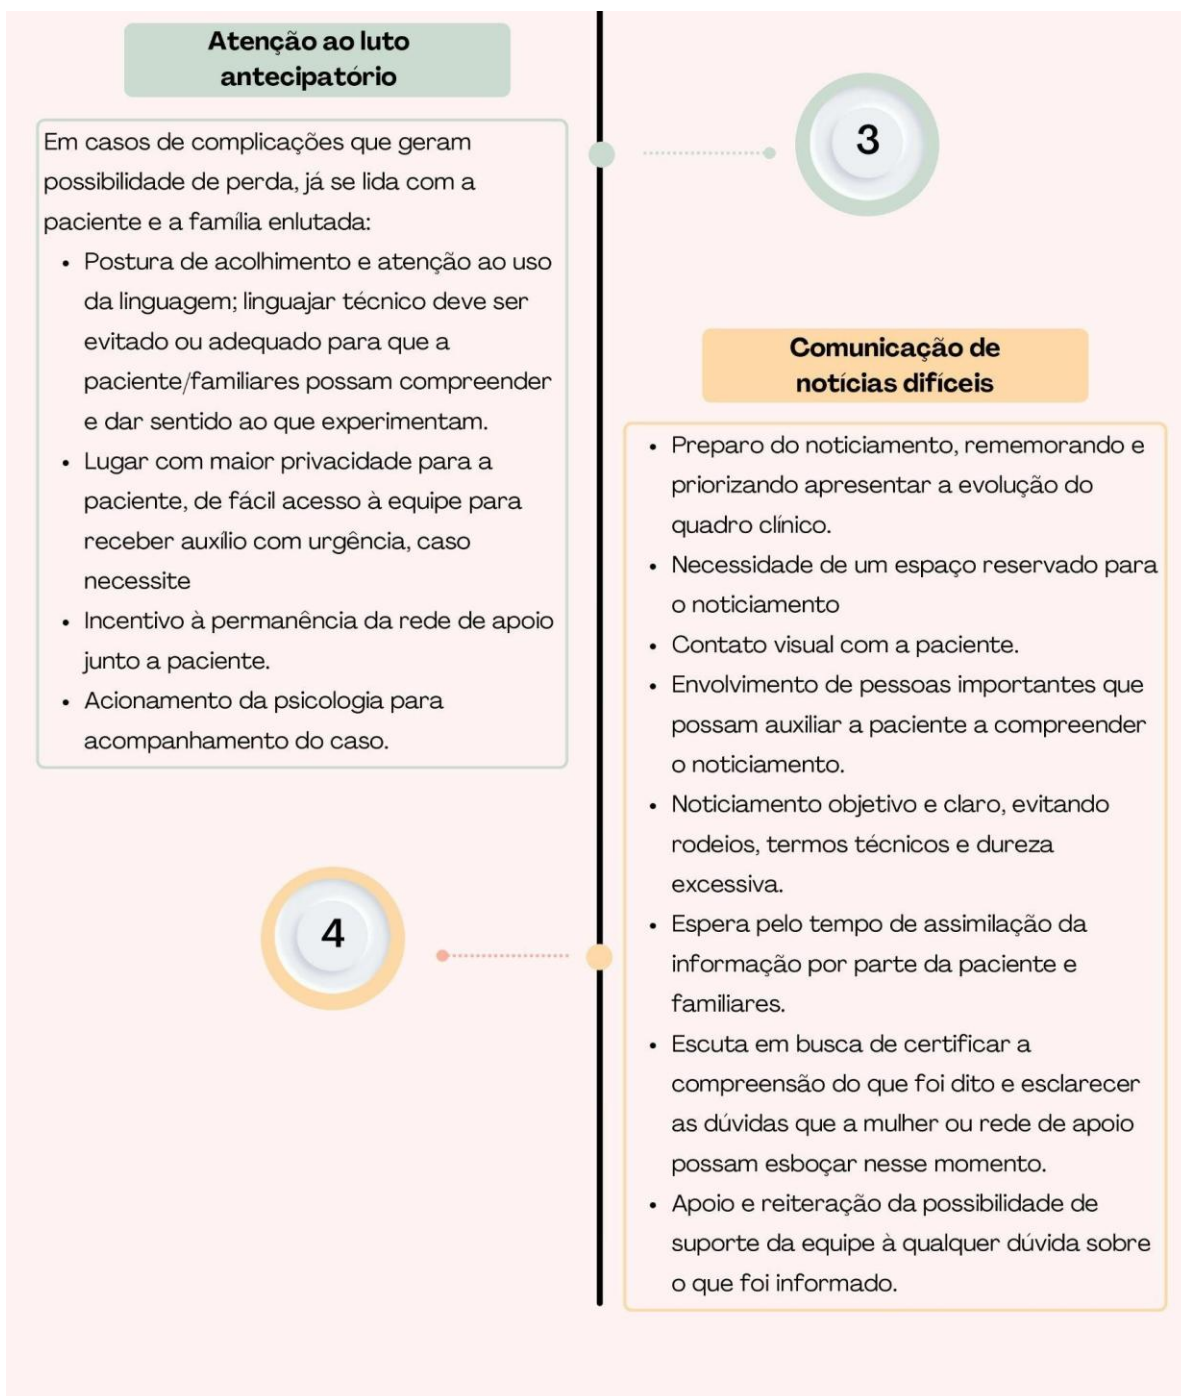 Atenção ao luto
antecipatório
Em casos de complicações que geram
possibilidade de perda, já se lida com a
paciente e a família enlutada:
• Postura de acolhimento e atenção ao uso
da linguagem; linguajar técnico deve ser
evitado ou adequado para que a
paciente/familiares possam compreender
e dar sentido ao que experimentam.
• Lugar com maior privacidade para a
paciente, de fácil acesso à equipe para
receber auxílio com urgência, caso
necessite
• Incentivo à permanência da rede de apoio
junto a paciente.
• Acionamento da psicologia para
acompanhamento do caso.
3
Comunicação de
notícias difíceis
• Preparo do noticiamento, rememorando e
priorizando apresentar a evolução do
quadro clínico.
• Necessidade de um espaço reservado para
o noticiamento
• Contato visual com a paciente.
• Envolvimento de pessoas importantes que
possam auxiliar a paciente a compreender
o noticiamento.
• Noticiamento objetivo e claro, evitando
rodeios, termos técnicos e dureza
excessiva.
• Espera pelo tempo de assimilação da
informação por parte da paciente e
familiares.
• Escuta em busca de certificar a
compreensão do que foi dito e esclarecer
as dúvidas que a mulher ou rede de apoio
possam esboçar nesse momento.
• Apoio e reiteração da possibilidade de
suporte da equipe à qualquer dúvida sobre
o que foi informado.
4